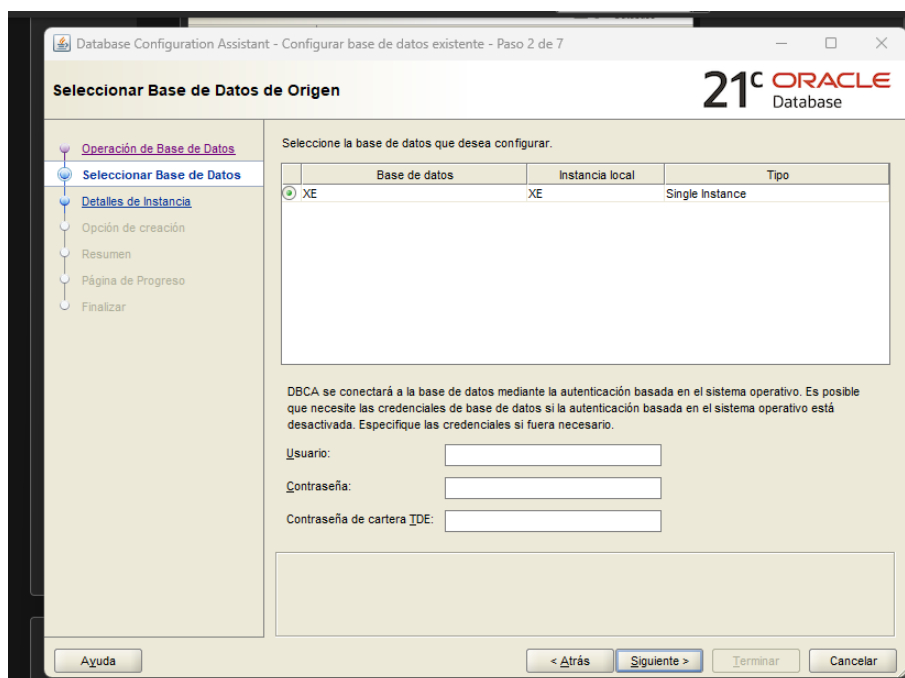 Database Configuration Assistant - Configurar base de datos existente - Paso 2 de 7
Seleccionar Base de Datos de Origen
21c ORACLE
Database
Operación de Base de Datos
Seleccionar Base de Datos
Detalles de Instancia
Opción de creación
Resumen
Página de Progreso
Finalizar
Seleccione la base de datos que desea configurar.
Base de datos Instancia local Tipo
XE XE Single Instance
DBCA se conectará a la base de datos mediante la autenticación basada en el sistema operativo. Es posible
que necesite las credenciales de base de datos si la autenticación basada en el sistema operativo está
desactivada. Especifique las credenciales si fuera necesario.
Usuario:
Contraseña:
Contraseña de cartera TDE:
Ayuda < Atrás Siguiente > Terminar Cancelar